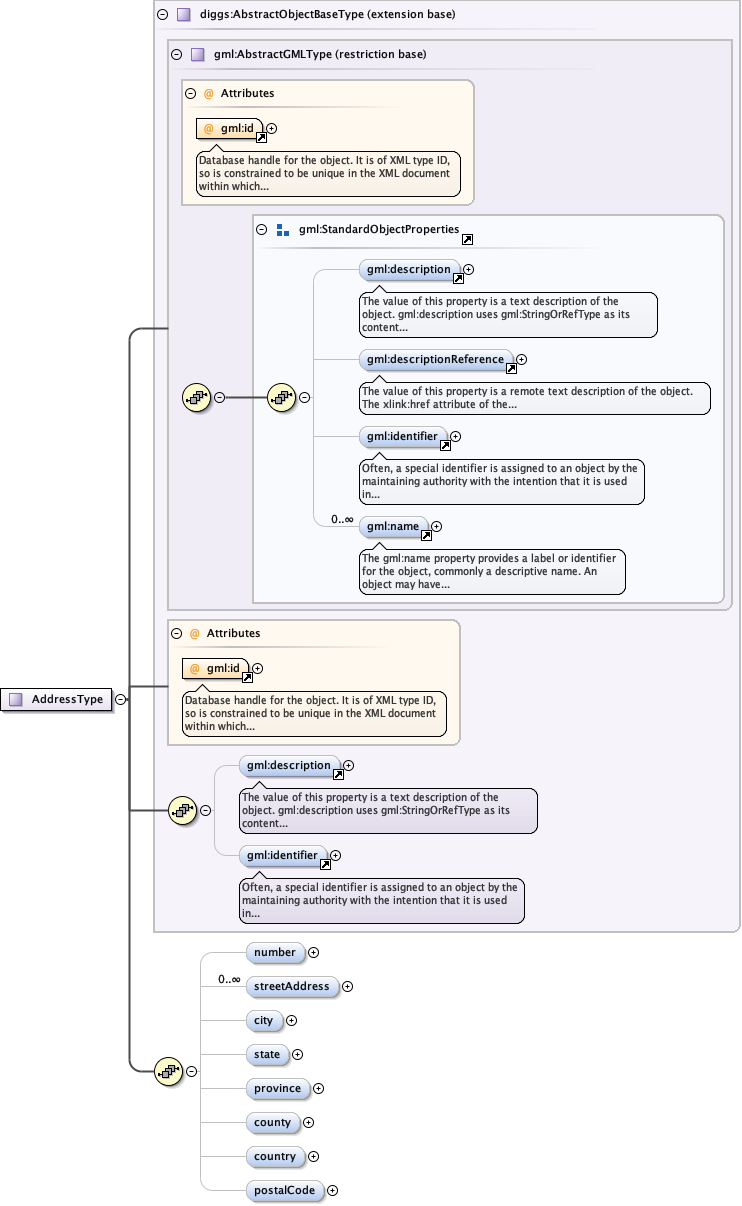 diggs:AbstractObjectBaseType (extension base)
gml:AbstractGMLType (restriction base)
@ Attributes
@ gml:id
Database handle for the object. It is of XML type ID,
so is constrained to be unique in the XML document
within which...
gml:StandardObjectProperties
gml:description
The value of this property is a text description of the
object. gml:description uses gml:StringOrRefType as its
content...
gml:descriptionReference
The value of this property is a remote text description of the object.
The xlink:href attribute of the...
gml:identifier
Often, a special identifier is assigned to an object by the
maintaining authority with the intention that it is used
in...
0..∞
gml:name
The gml:name property provides a label or identifier
for the object, commonly a descriptive name. An
object may have...
@ Attributes
@ gml:id
Database handle for the object. It is of XML type ID,
so is constrained to be unique in the XML document
within which...
AddressType
gml:description
The value of this property is a text description of the
object. gml:description uses gml:StringOrRefType as its
content...
gml:identifier
Often, a special identifier is assigned to an object by the
maintaining authority with the intention that it is used
in...
number
0..∞
streetAddress
city
state
province
county
country
postalCode